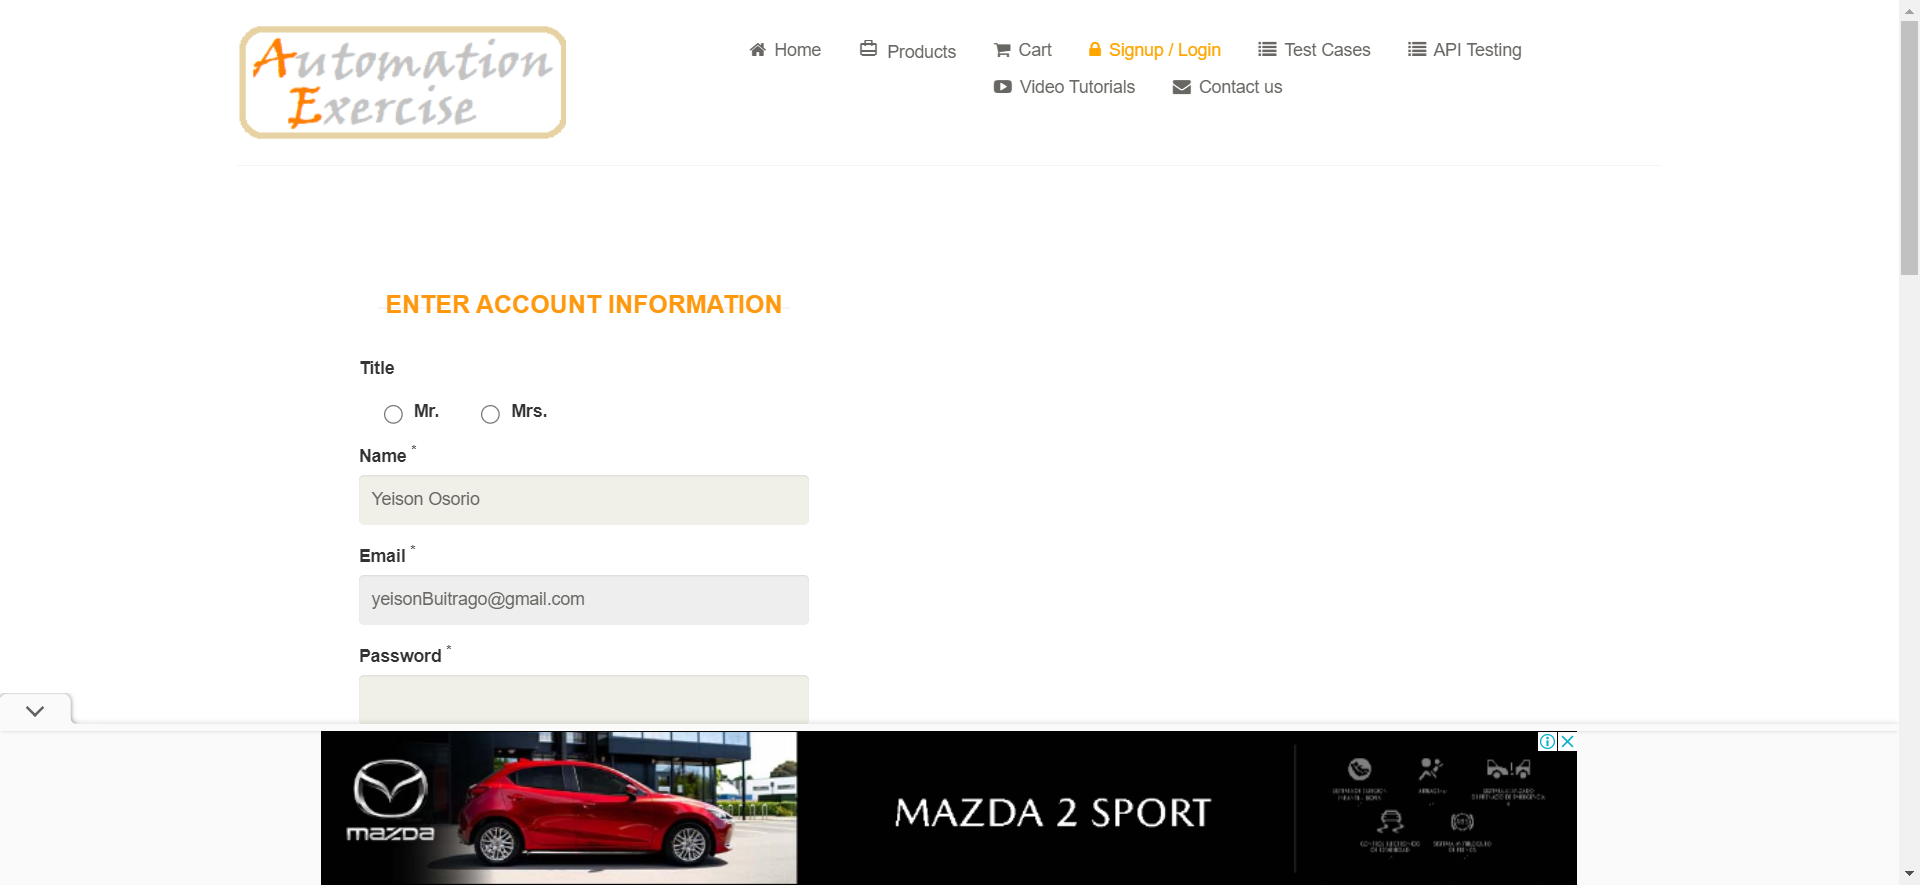 Automation
Exercise
Home
Products
Cart
Signup / Login
Test Cases
API Testing
Video Tutorials
Contact us
ENTER ACCOUNT INFORMATION
Title
Mr.
Mrs.
Name *
Yeison Osorio
Email *
yeisonBuitrago@gmail.com
Password *
mazda
MAZDA 2 SPORT